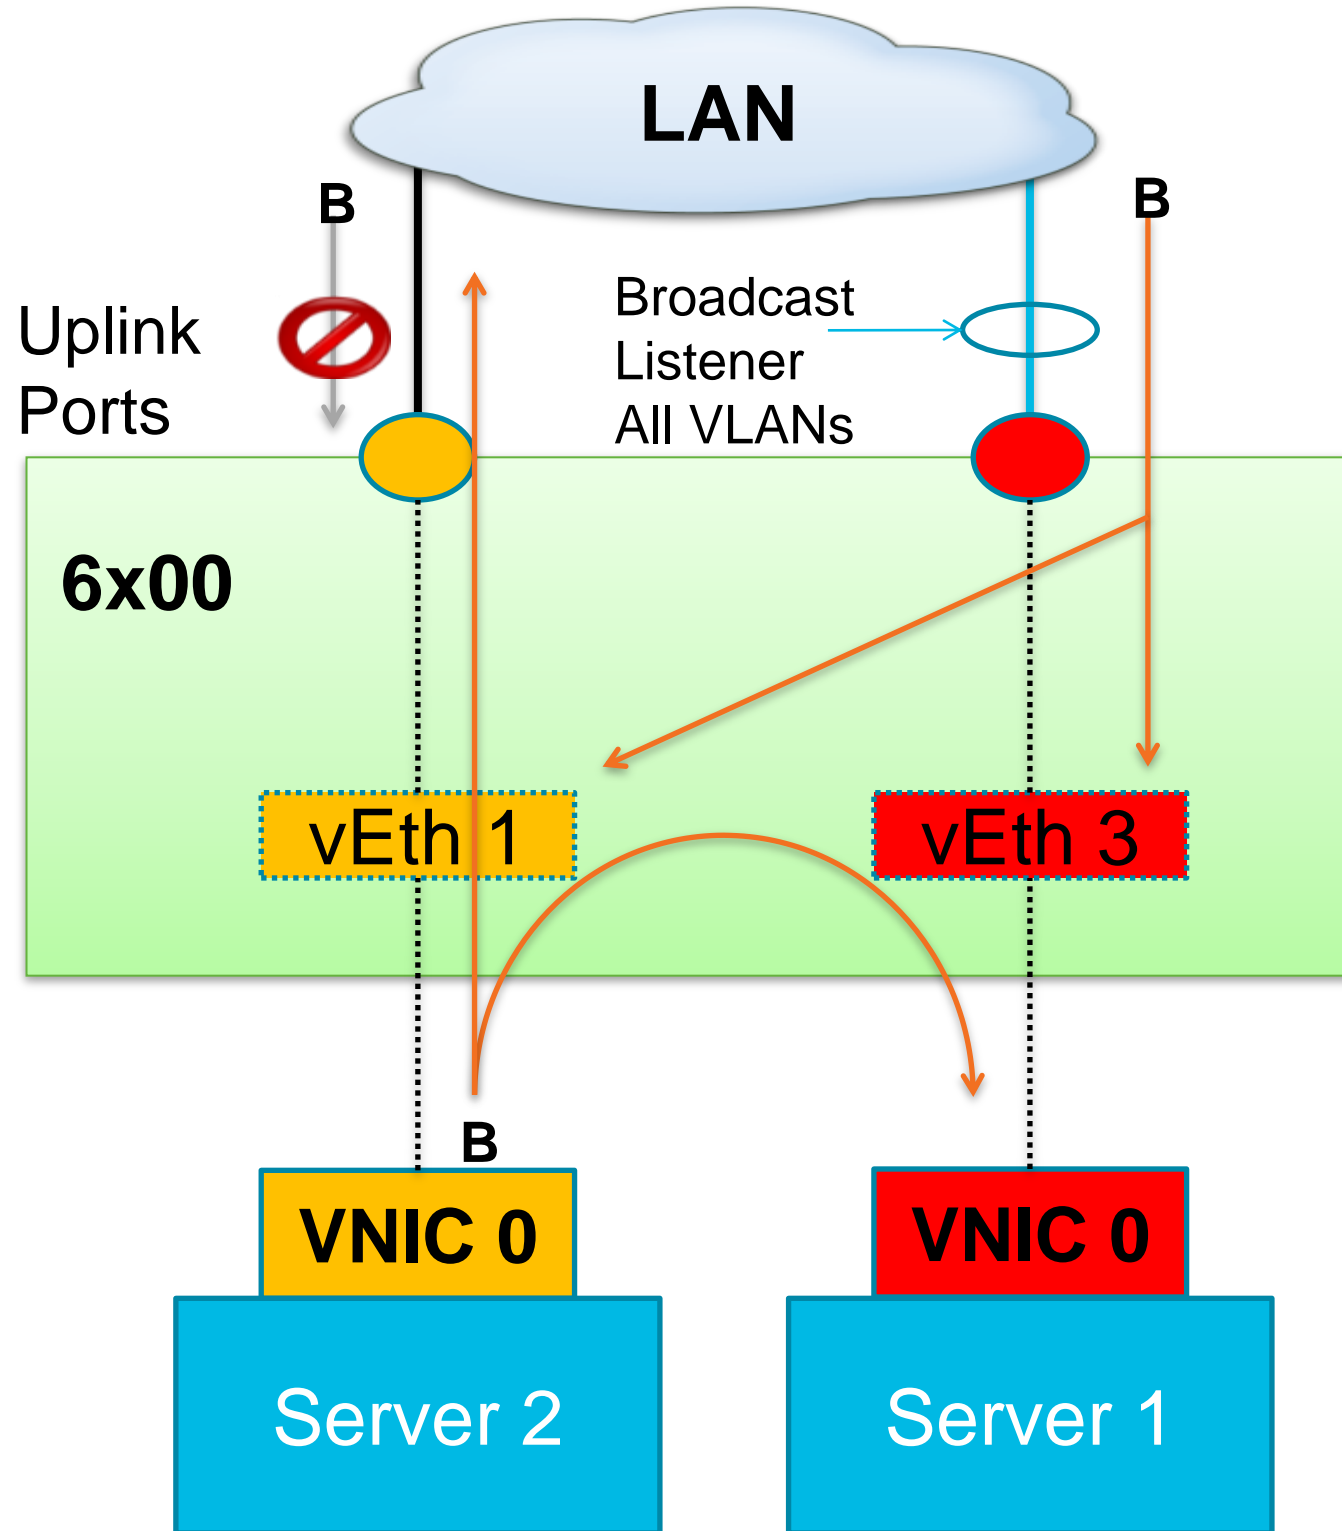 LAN
B
B
Uplink
Ports
Broadcast
Listener
All VLANs
6x00
vEth 1
vEth 3
B
VNIC 0
VNIC 0
Server 2
Server 1